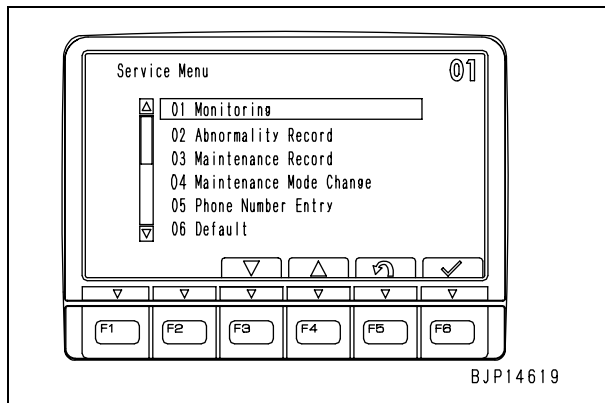 Service Menu 01
01 Monitoring
02 Abnormality Record
03 Maintenance Record
04 Maintenance Mode Change
05 Phone Number Entry
06 Default
F1 F2 F3 F4 F5 F6
BJP14619